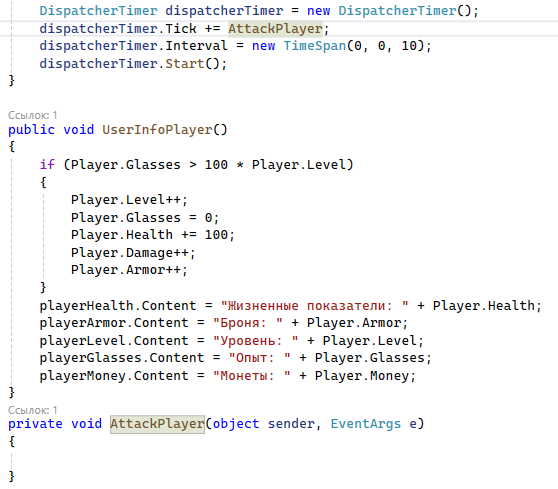 DispatcherTimer dispatcherTimer = new DispatcherTimer();
dispatcherTimer.Tick += AttackPlayer;
dispatcherTimer.Interval = new TimeSpan(0, 0, 10);
dispatcherTimer.Start();
}
Ссылок: 1
public void UserInfoPlayer()
{
if (Player.Glasses > 100 * Player.Level)
{
Player.Level++;
Player.Glasses = 0;
Player.Health += 100;
Player.Damage++;
Player.Armor++;
}
playerHealth.Content = "Жизненные показатели: " + Player.Health;
playerArmor.Content = "Броня: " + Player.Armor;
playerLevel.Content = "Уровень: " + Player.Level;
playerGlasses.Content = "Опыт: " + Player.Glasses;
playerMoney.Content = "Монеты: " + Player.Money;
}
Ссылок: 1
private void AttackPlayer(object sender, EventArgs e)
{
}